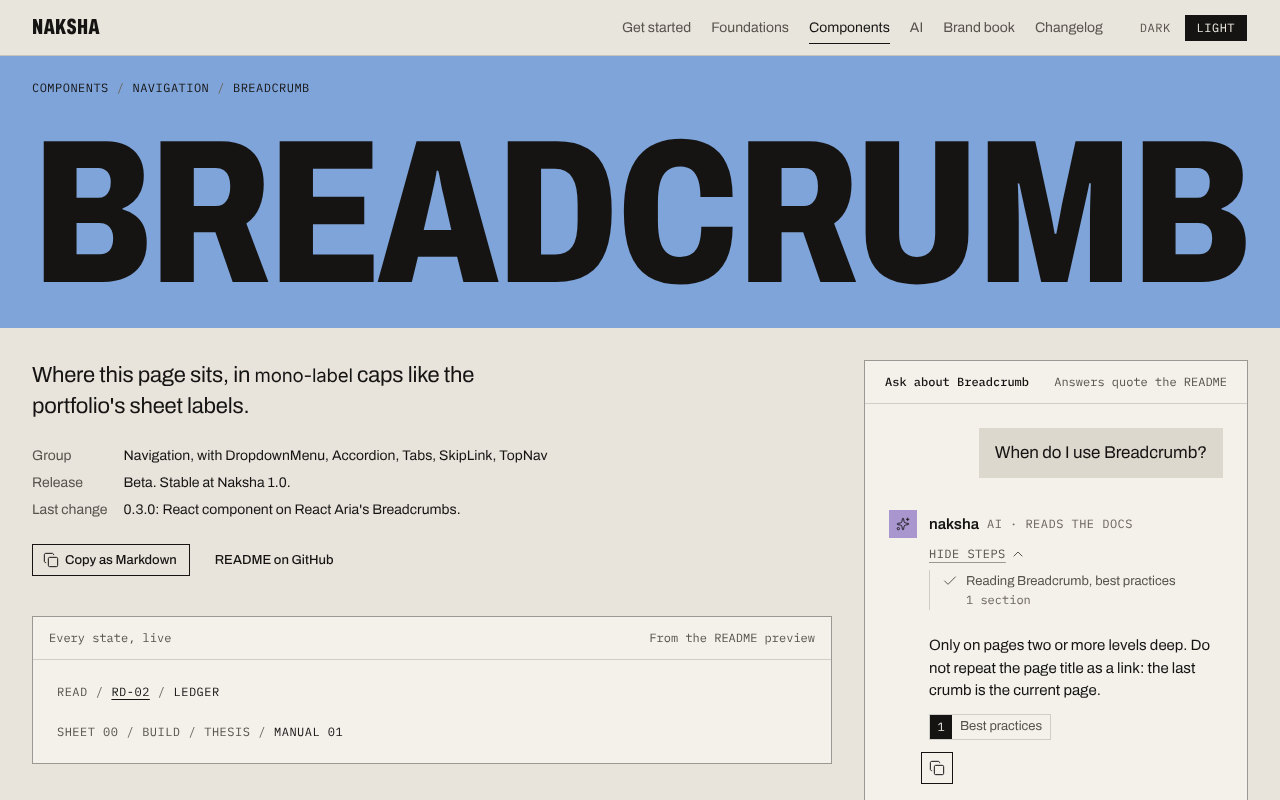 NAKSHA
Get started
Foundations
Components
AI
Brand book
Changelog
DARK
LIGHT
COMPONENTS / NAVIGATION / BREADCRUMB
BREADCRUMB
Where this page sits, in mono-label caps like the
portfolio's sheet labels.
Group Navigation, with DropdownMenu, Accordion, Tabs, SkipLink, TopNav
Release Beta. Stable at Naksha 1.0.
Last change 0.3.0: React component on React Aria's Breadcrumbs.
Copy as Markdown
README on GitHub
Every state, live
From the README preview
READ / RD-02 / LEDGER
SHEET 00 / BUILD / THESIS / MANUAL 01
Ask about Breadcrumb
Answers quote the README
When do I use Breadcrumb?
naksha AI · READS THE DOCS
HIDE STEPS
Reading Breadcrumb, best practices
1 section
Only on pages two or more levels deep. Do
not repeat the page title as a link: the last
crumb is the current page.
1 Best practices